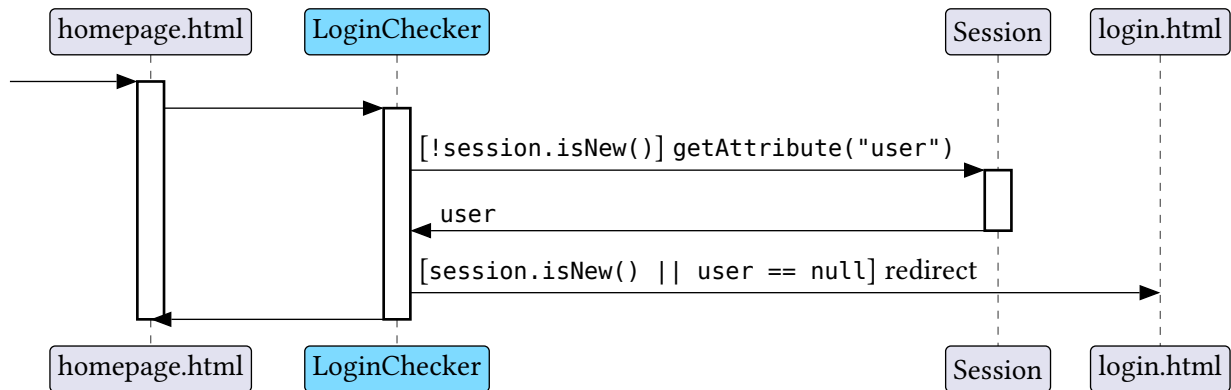 homepage.html
LoginChecker
Session
login.html
[!session.isNew()] getAttribute("user")
user
[session.isNew() || user == null] redirect
homepage.html
LoginChecker
Session
login.html